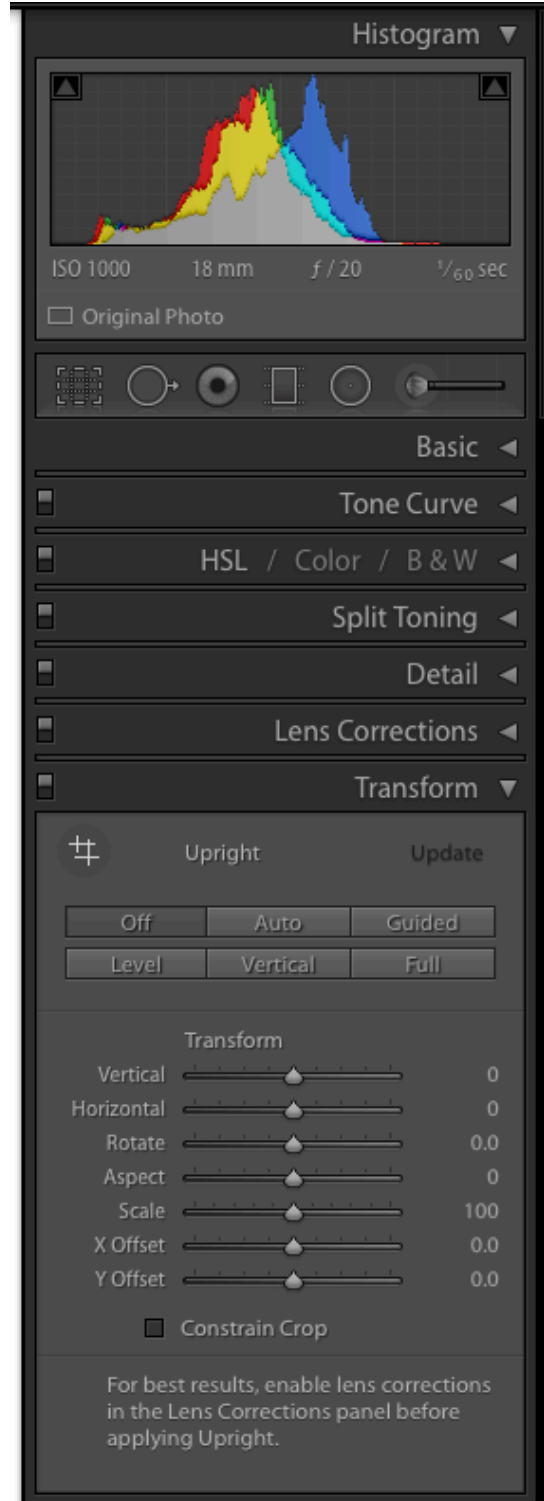 Histogram
ISO 1000 18 mm ƒ / 20 1/60 sec
Original Photo
Basic
Tone Curve
HSL / Color / B & W
Split Toning
Detail
Lens Corrections
Transform
Upright Update
Off Auto Guided
Level Vertical Full
Transform
Vertical 0
Horizontal 0
Rotate 0.0
Aspect 0
Scale 100
X Offset 0.0
Y Offset 0.0
Constrain Crop
For best results, enable lens corrections
in the Lens Corrections panel before
applying Upright.